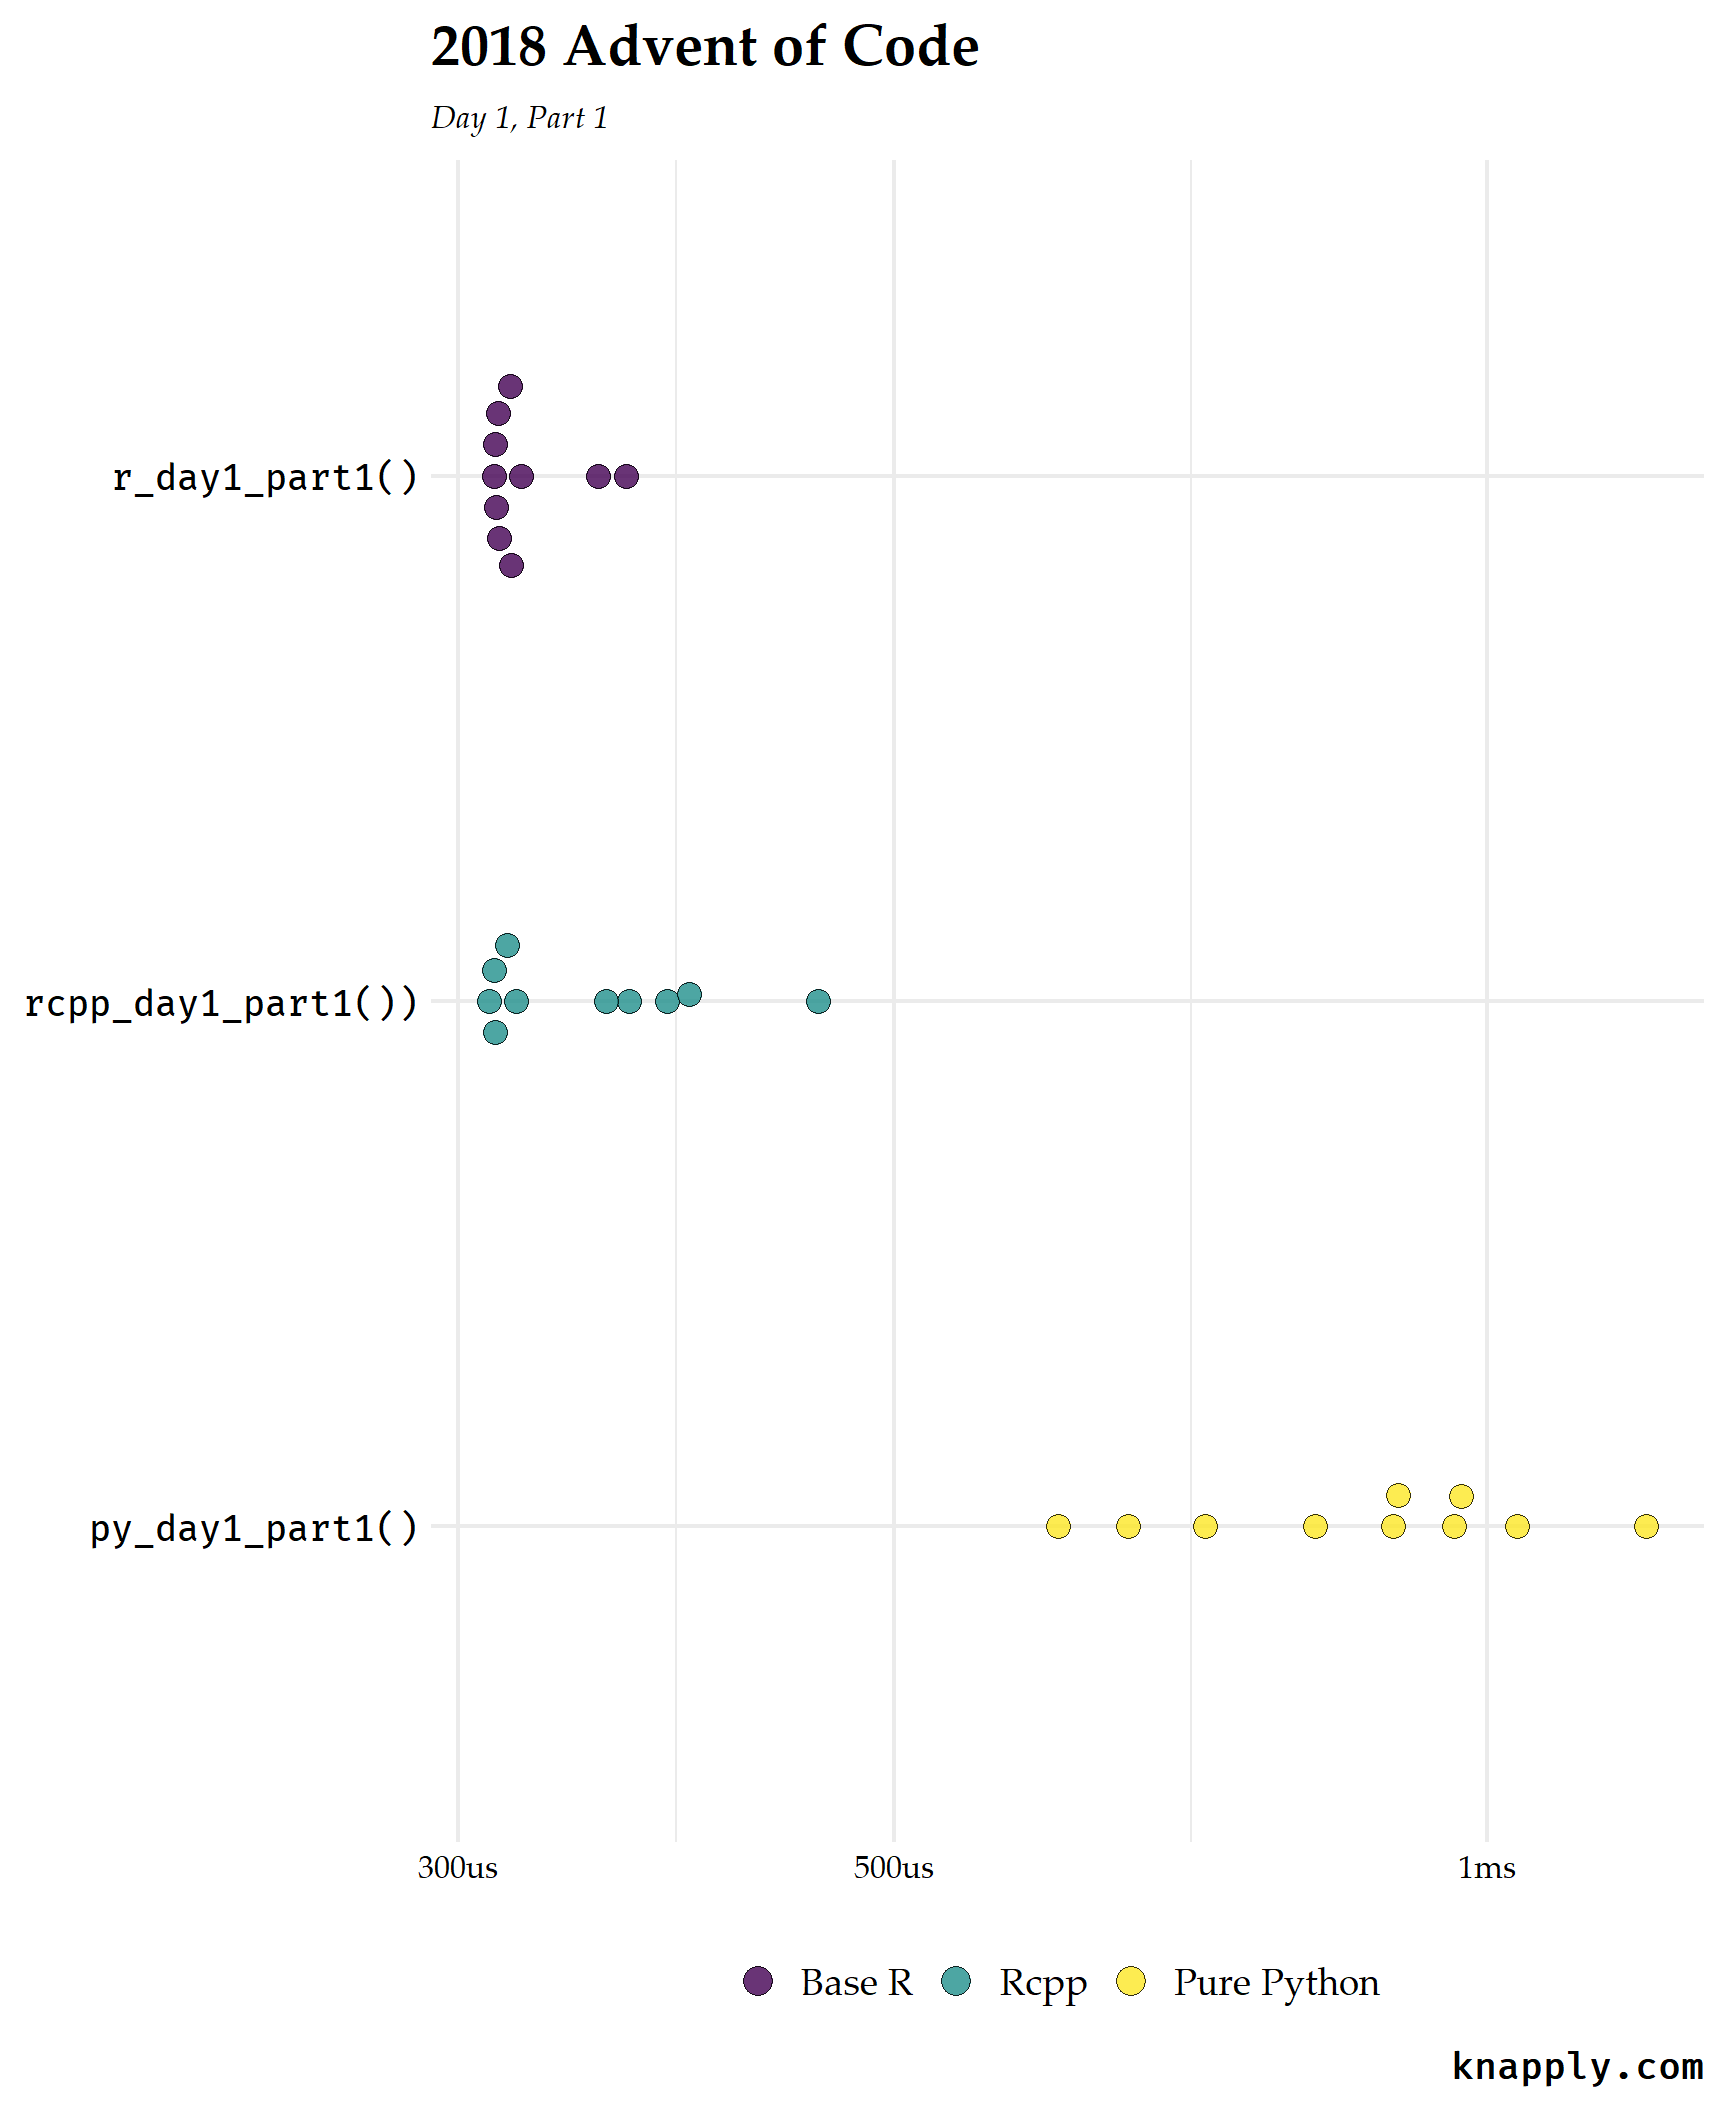 2018 Advent of Code
Day 1, Part 1
r_day1_part1()
rcpp_day1_part1())
py_day1_part1()
300us 500us 1ms
Base R Rcpp Pure Python
knapply.com